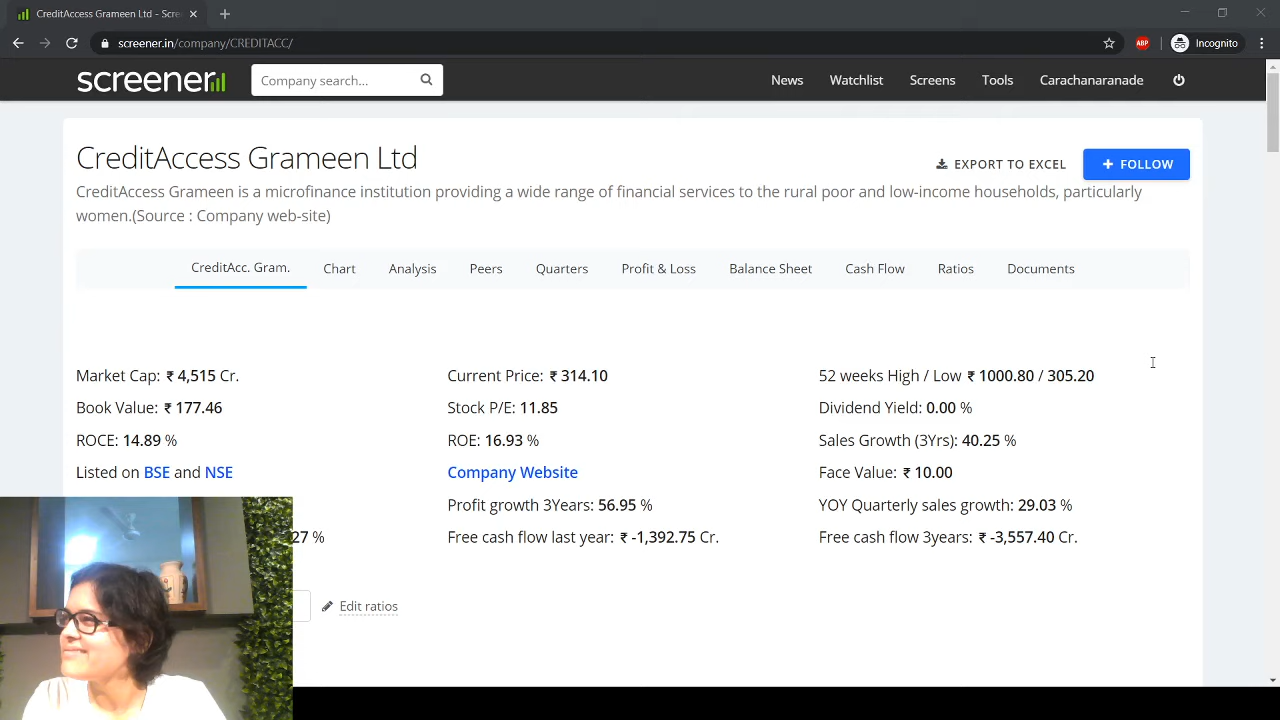 CreditAccess Grameen Ltd - Scre
screener.in/company/CREDITACC/
ABP
Incognito
screener
Company search...
News
Watchlist
Screens
Tools
Carachanaranade
CreditAccess Grameen Ltd
EXPORT TO EXCEL
+ FOLLOW
CreditAccess Grameen is a microfinance institution providing a wide range of financial services to the rural poor and low-income households, particularly
women.(Source : Company web-site)
CreditAcc. Gram.
Chart
Analysis
Peers
Quarters
Profit & Loss
Balance Sheet
Cash Flow
Ratios
Documents
Market Cap: ₹ 4,515 Cr.
Current Price: ₹ 314.10
52 weeks High / Low ₹ 1000.80 / 305.20
Book Value: ₹ 177.46
Stock P/E: 11.85
Dividend Yield: 0.00 %
ROCE: 14.89 %
ROE: 16.93 %
Sales Growth (3Yrs): 40.25 %
Listed on BSE and NSE
Company Website
Face Value: ₹ 10.00
Profit growth 3Years: 56.95 %
YOY Quarterly sales growth: 29.03 %
27 %
Free cash flow last year: ₹ -1,392.75 Cr.
Free cash flow 3years: ₹ -3,557.40 Cr.
Edit ratios